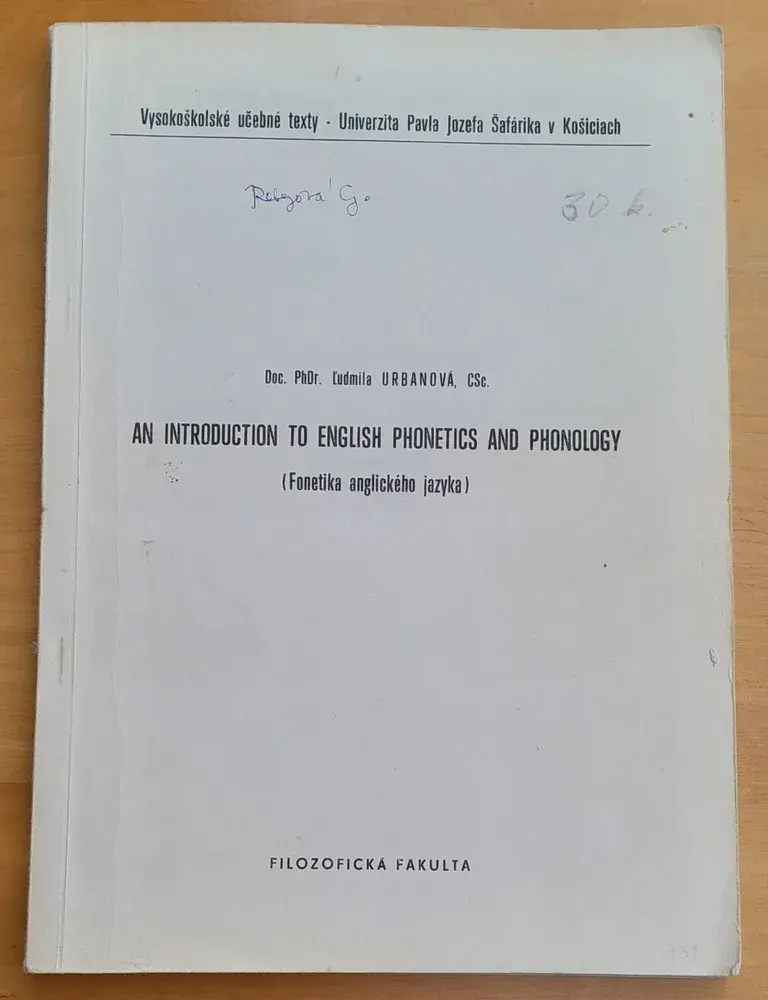 Vysokoškolské učebné texty - Univerzita Pavla Jozefa Šafárika v Košiciach
G.
30 k.
Doc. PhDr. Ľudmila URBANOVÁ, CSc.
AN INTRODUCTION TO ENGLISH PHONETICS AND PHONOLOGY
(Fonetika anglického jazyka)
FILOZOFICKÁ FAKULTA